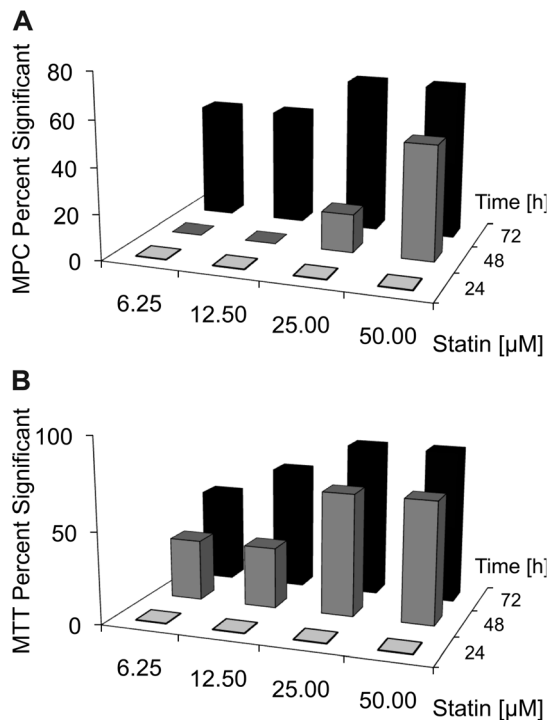 A
MPC Percent Significant
80
60
40
20
0
Time [h]
72
48
24
6.25
12.50
25.00
50.00
Statin [µM]
B
MTT Percent Significant
100
50
0
Time [h]
72
48
24
6.25
12.50
25.00
50.00
Statin [µM]